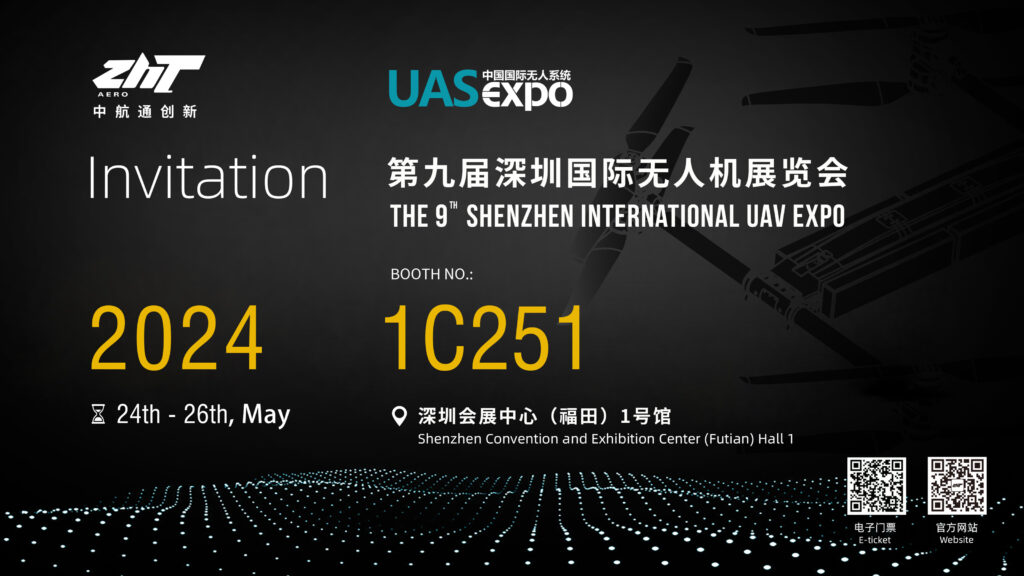 ZHT
AERO
中航通创新
UAS EXPO
中国国际无人系统
Invitation
第九届深圳国际无人机展览会
THE 9TH SHENZHEN INTERNATIONAL UAV EXPO
BOOTH NO.:
2024
1C251
24th - 26th, May
深圳会展中心（福田）1号馆
Shenzhen Convention and Exhibition Center (Futian) Hall 1
电子门票
E-ticket
官方网站
Website